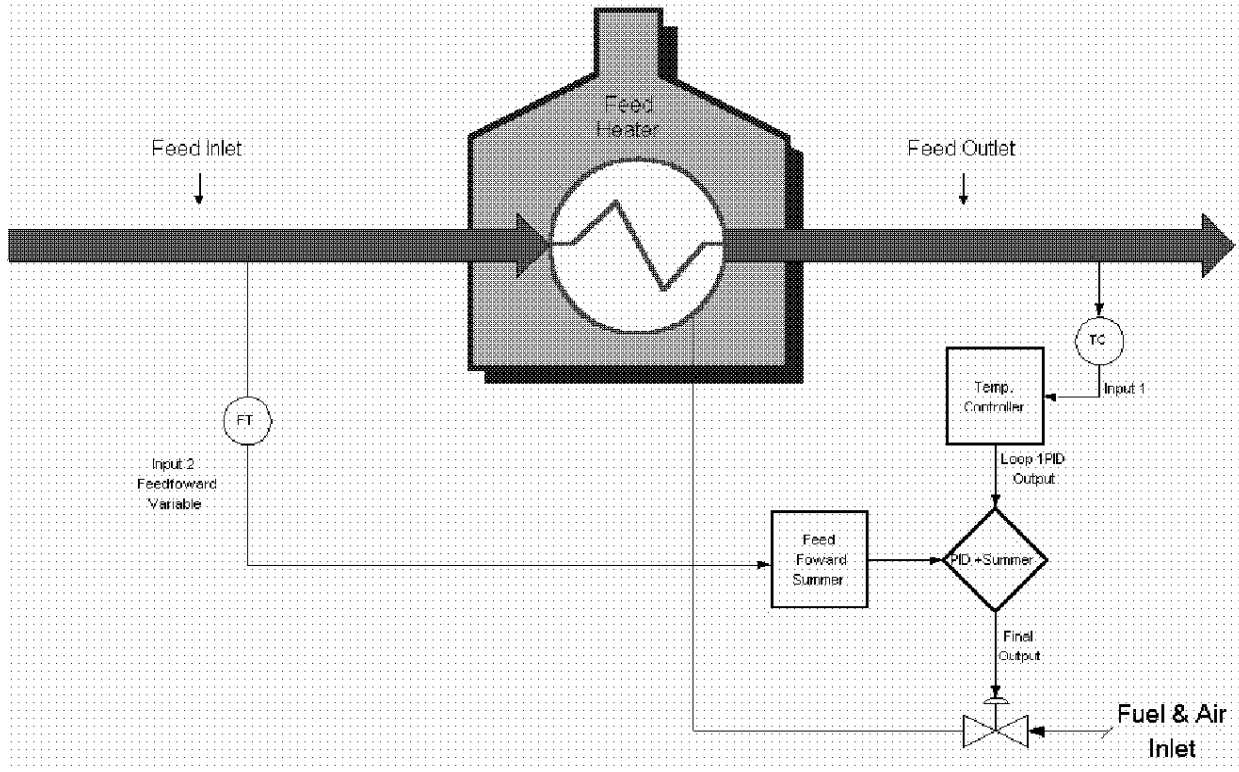 Feed
Heater
Feed Inlet
Feed Outlet
TC
Input 1
Temp.
Controller
FT
Input 2
Feedfoward
Variable
Loop 1PID
Output
Feed
Foward
Summer
PID +Summer
Final
Output
Fuel & Air
Inlet